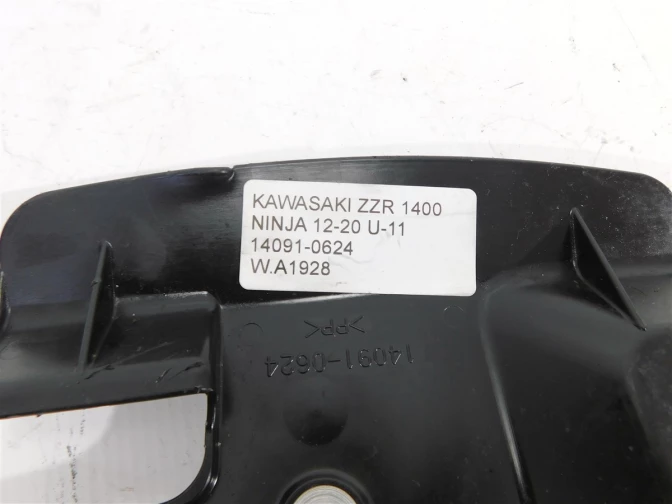 KAWASAKI ZZR 1400
NINJA 12-20 U-11
14091-0624
W.A1928
>PP<
14091-0624